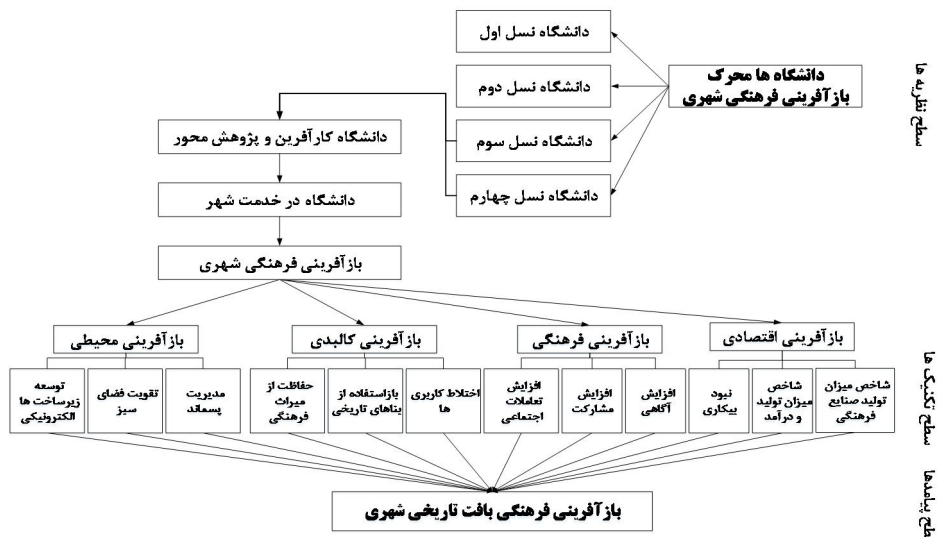 سطح نظریه ها
دانشگاه ها محرک
بازآفرینی فرهنگی شهری
دانشگاه نسل اول
دانشگاه نسل دوم
دانشگاه نسل سوم
دانشگاه نسل چهارم
دانشگاه کارآفرین و پژوهش محور
دانشگاه در خدمت شهر
بازآفرینی فرهنگی شهری
سطح تکنیک ها
بازآفرینی اقتصادی
بازآفرینی فرهنگی
بازآفرینی کالبدی
بازآفرینی محیطی
شاخص میزان
تولید صنایع
فرهنگی
شاخص
میزان تولید
و درآمد
نبود
بیکاری
افزایش
آگاهی
افزایش
مشارکت
افزایش
تعاملات
اجتماعی
اختلاط کاربری
ها
بازاستفاده از
بناهای تاریخی
حفاظت از
میراث
فرهنگی
مدیریت
پسماند
تقویت فضای
سبز
توسعه
زیرساخت ها
الکترونیکی
طح پیامدها
بازآفرینی فرهنگی بافت تاریخی شهری